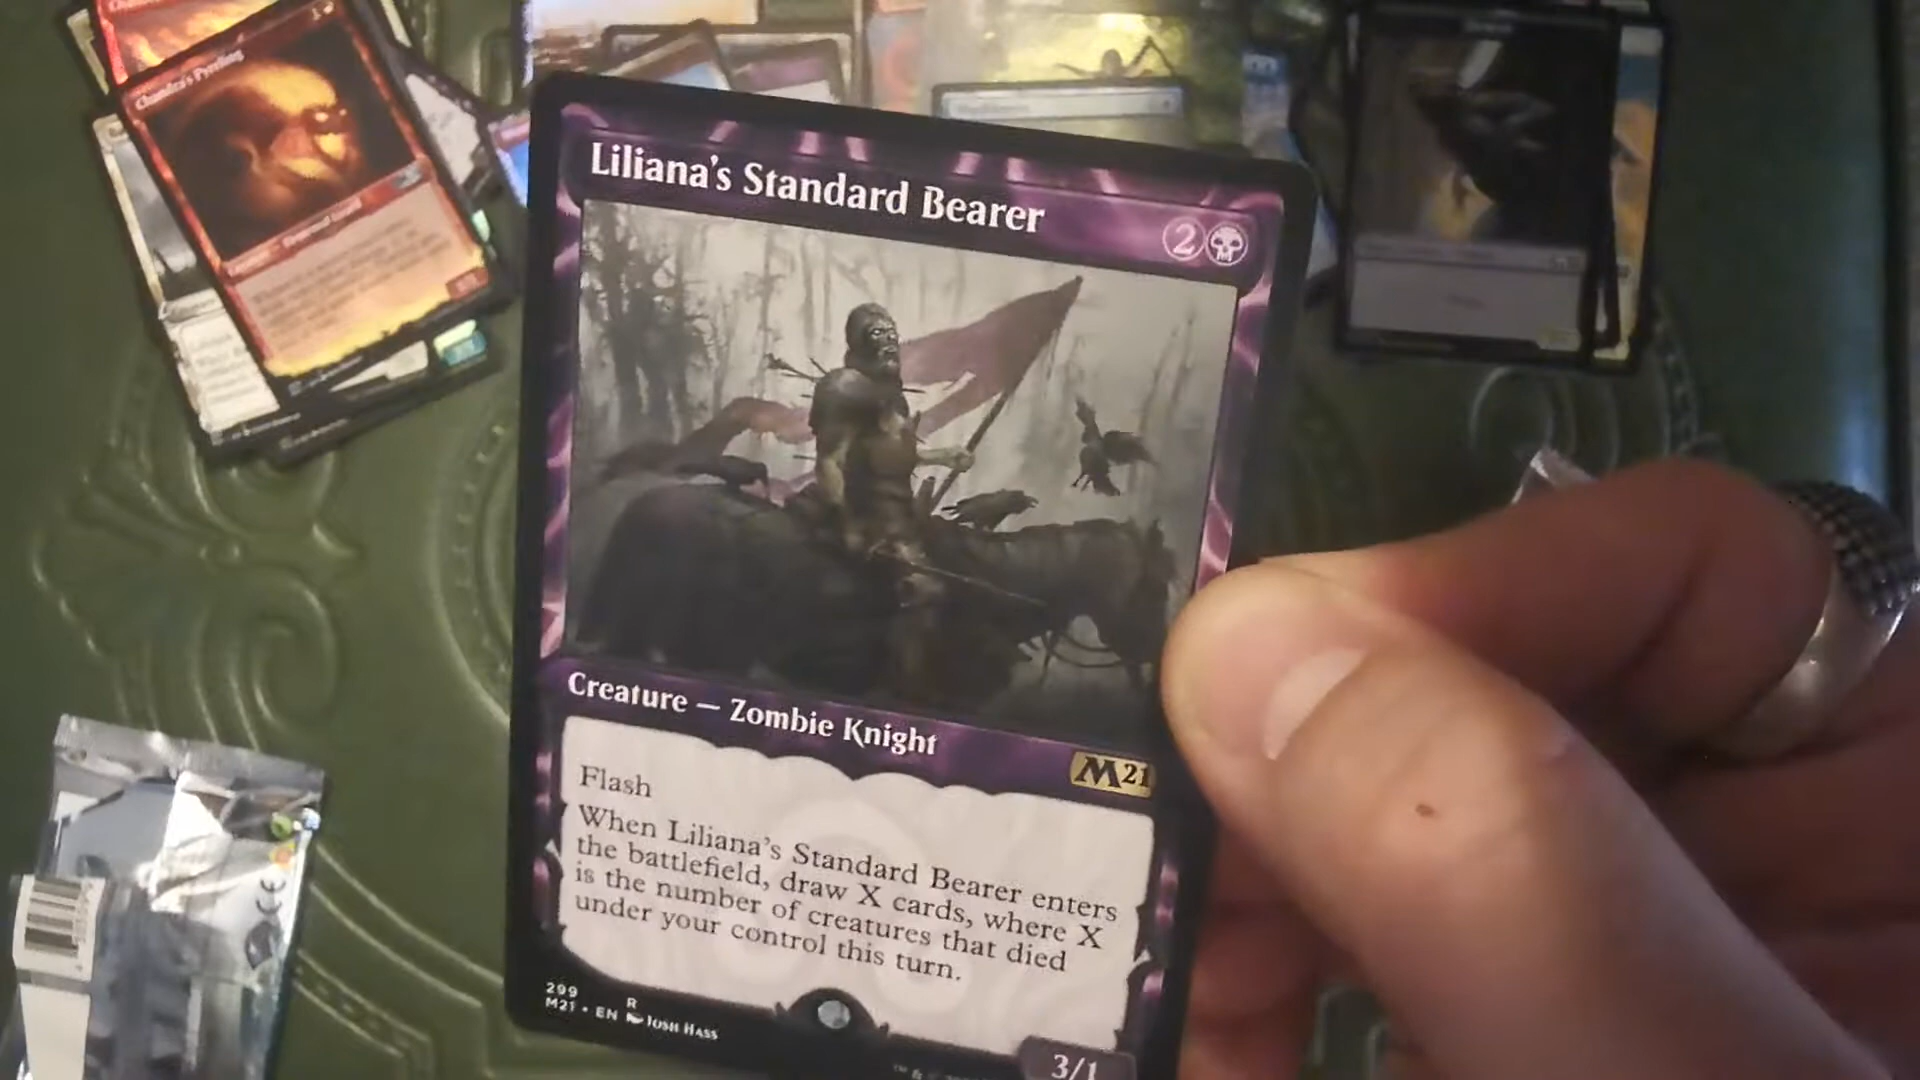 Chandra's Pyreling
Liliana's Standard Bearer
2
Creature — Zombie Knight
M21
Flash
When Liliana's Standard Bearer enters
the battlefield, draw X cards, where X
is the number of creatures that died
under your control this turn.
299 R
M21 • EN Josh Hass
3/1